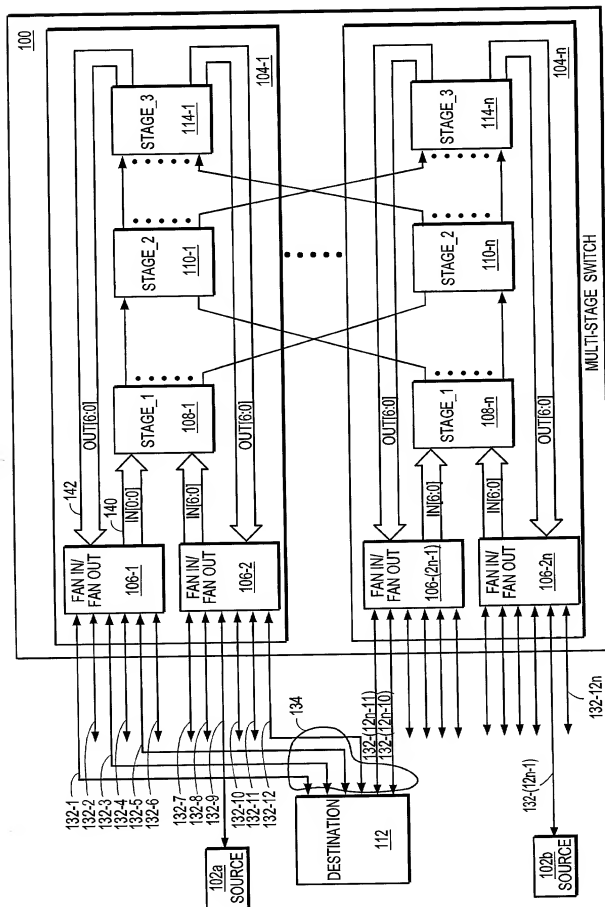 100
104-1
STAGE_3
114-1
STAGE_2
110-1
STAGE_1
108-1
OUT[6:0]
142
140
IN[0:0]
IN[6:0]
OUT[6:0]
FAN IN/
FAN OUT
106-1
FAN IN/
FAN OUT
106-2
104-n
STAGE_3
114-n
STAGE_2
110-n
STAGE_1
108-n
OUT[6:0]
IN[6:0]
IN[6:0]
OUT[6:0]
FAN IN/
FAN OUT
106-(2n-1)
FAN IN/
FAN OUT
106-2n
MULTI-STAGE SWITCH
132-1
132-2
132-3
132-4
132-5
132-6
132-7
132-8
132-9
132-10
132-11
132-12
134
132-(12n-11)
132-(12n-10)
132-12n
132-(12n-1)
102a
SOURCE
DESTINATION
112
102b
SOURCE